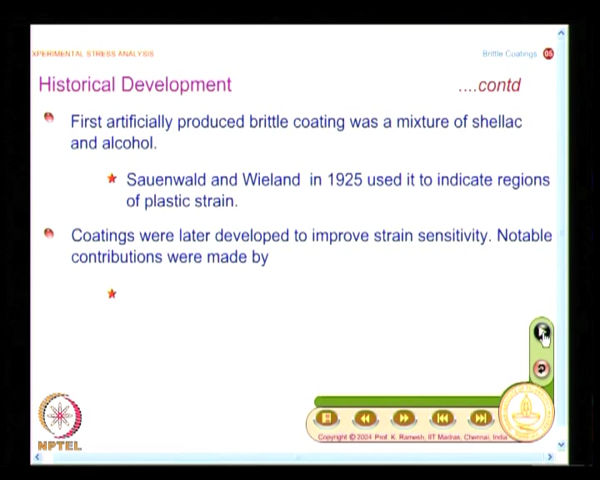 XPERIMENTAL STRESS ANALYSIS
Brittle Coatings 05
Historical Development ....contd
First artificially produced brittle coating was a mixture of shellac
and alcohol.
Sauenwald and Wieland in 1925 used it to indicate regions
of plastic strain.
Coatings were later developed to improve strain sensitivity. Notable
contributions were made by
NPTEL
Copyright © 2004 Prof. K. Ramesh, IIT Madras, Chennai, India